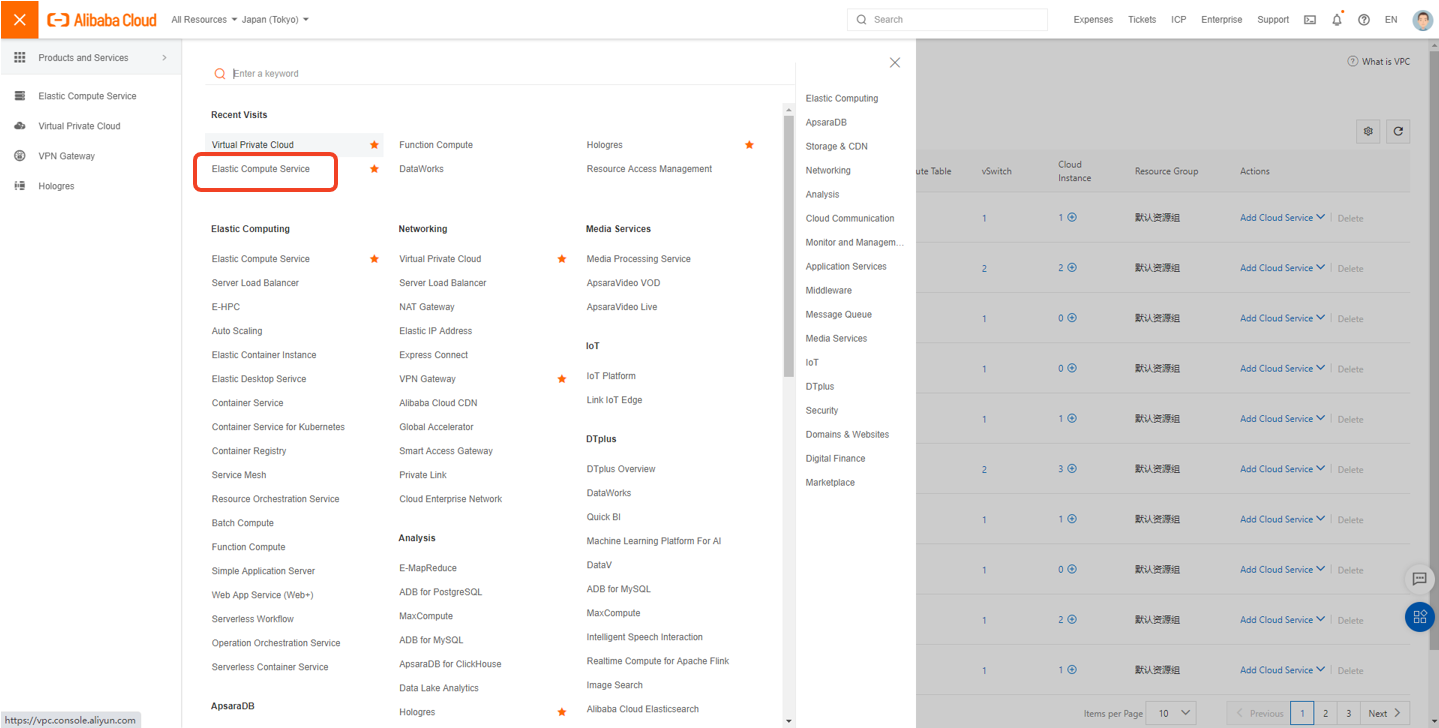 Alibaba Cloud
All Resources
Japan (Tokyo)
Search
Expenses
Tickets
ICP
Enterprise
Support
EN
Products and Services
Elastic Compute Service
Virtual Private Cloud
VPN Gateway
Hologres
Enter a keyword
Recent Visits
Virtual Private Cloud
Function Compute
Hologres
Elastic Compute Service
DataWorks
Resource Access Management
Elastic Computing
Elastic Compute Service
Server Load Balancer
E-HPC
Auto Scaling
Elastic Container Instance
Elastic Desktop Serivce
Container Service
Container Service for Kubernetes
Container Registry
Service Mesh
Resource Orchestration Service
Batch Compute
Function Compute
Simple Application Server
Web App Service (Web+)
Serverless Workflow
Operation Orchestration Service
Serverless Container Service
ApsaraDB
Networking
Virtual Private Cloud
Server Load Balancer
NAT Gateway
Elastic IP Address
Express Connect
VPN Gateway
Alibaba Cloud CDN
Global Accelerator
Smart Access Gateway
Private Link
Cloud Enterprise Network
Analysis
E-MapReduce
ADB for PostgreSQL
MaxCompute
ADB for MySQL
ApsaraDB for ClickHouse
Data Lake Analytics
Hologres
Media Services
Media Processing Service
ApsaraVideo VOD
ApsaraVideo Live
IoT
IoT Platform
Link IoT Edge
DTplus
DTplus Overview
DataWorks
Quick BI
Machine Learning Platform For AI
DataV
ADB for MySQL
MaxCompute
Intelligent Speech Interaction
Realtime Compute for Apache Flink
Image Search
Alibaba Cloud Elasticsearch
Elastic Computing
ApsaraDB
Storage & CDN
Networking
Analysis
Cloud Communication
Monitor and Managem...
Application Services
Middleware
Message Queue
Media Services
IoT
DTplus
Security
Domains & Websites
Digital Finance
Marketplace
What is VPC
ute Table
vSwitch
Cloud
Instance
Resource Group
Actions
1 1 默认资源组 Add Cloud Service | Delete
2 2 默认资源组 Add Cloud Service | Delete
1 0 默认资源组 Add Cloud Service | Delete
1 0 默认资源组 Add Cloud Service | Delete
1 1 默认资源组 Add Cloud Service | Delete
2 3 默认资源组 Add Cloud Service | Delete
1 1 默认资源组 Add Cloud Service | Delete
1 0 默认资源组 Add Cloud Service | Delete
1 2 默认资源组 Add Cloud Service | Delete
1 1 默认资源组 Add Cloud Service | Delete
Items per Page 10 Previous 1 2 3 Next
https://vpc.console.aliyun.com